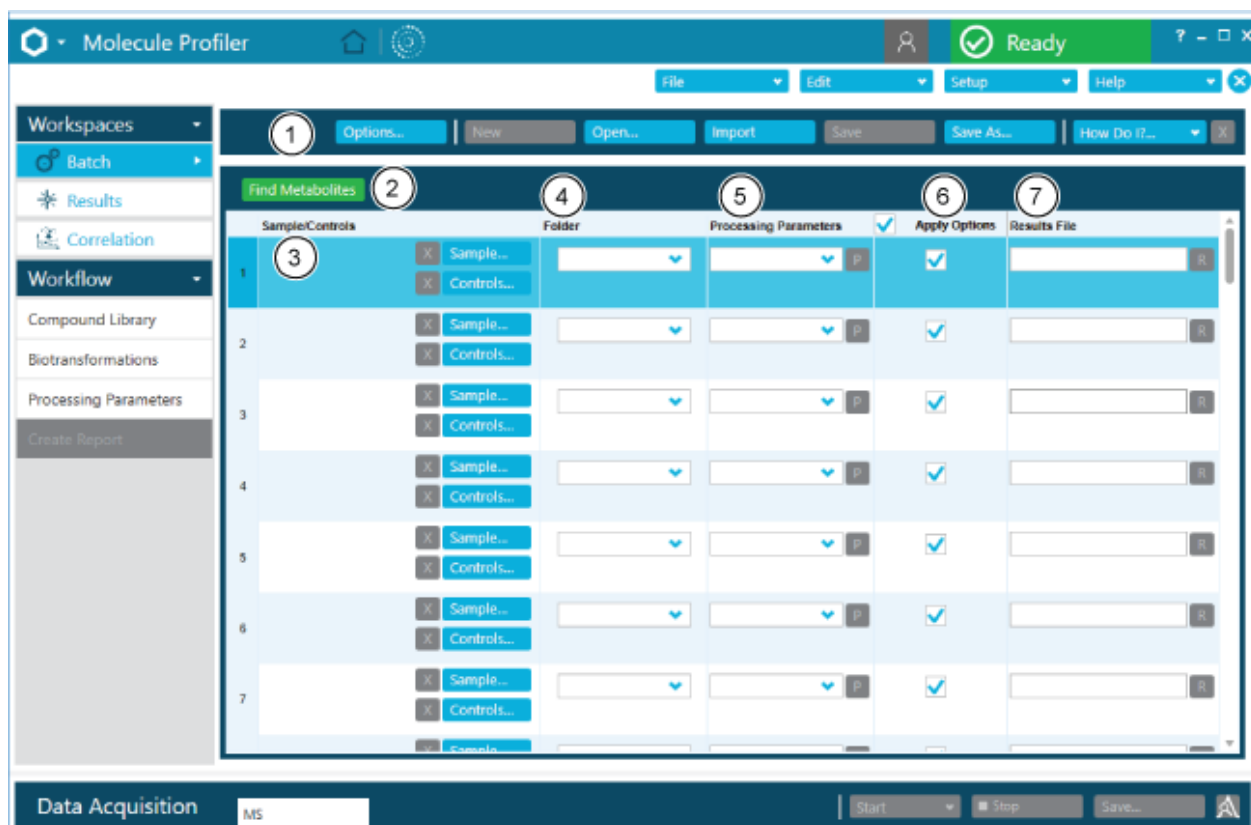 Molecule Profiler
Ready
?
File Edit Setup Help
Workspaces
1 Options... New Open... Import Save Save As... How Do I?... X
Batch
Results
Correlation
Workflow
Compound Library
Biotransformations
Processing Parameters
Create Report
Find Metabolites 2 4 5 6 7
Sample/Controls Folder Processing Parameters Apply Options Results File
3
1 X Sample... P R
X Controls...
2 X Sample... P R
X Controls...
3 X Sample... P R
X Controls...
4 X Sample... P R
X Controls...
5 X Sample... P R
X Controls...
6 X Sample... P R
X Controls...
7 X Sample... P R
X Controls...
Sample...
Data Acquisition MS Start Stop Save...